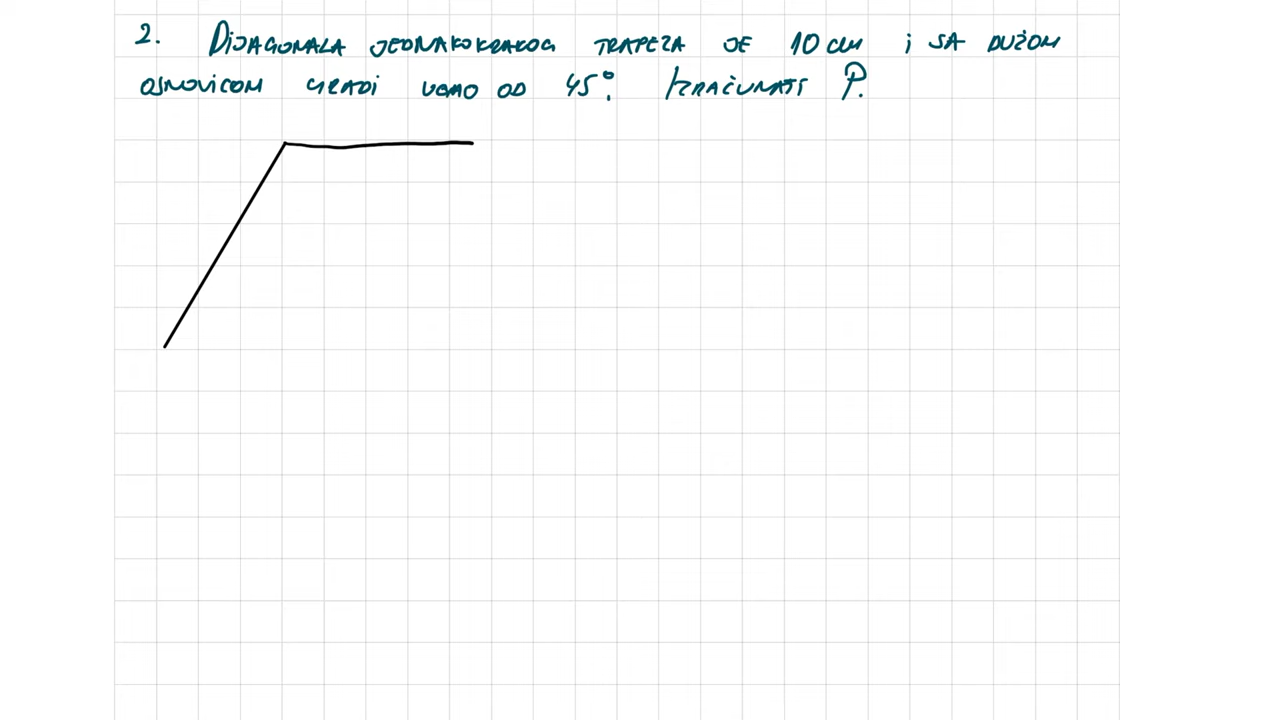 2. DIJAGONALA JEDNAKOKRAKOG TRAPEZA JE 10 cm i SA DUŽOM
OSNOVICOM GRADI UGAO OD 45°. IZRAČUNATI P.